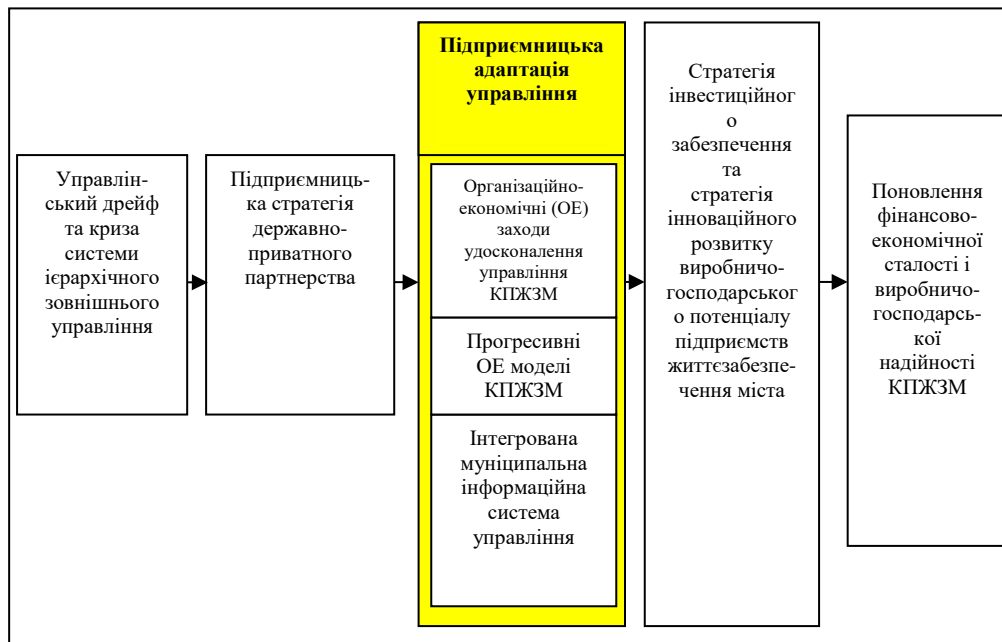 Управлін-
ський дрейф
та криза
системи
ієрархічного
зовнішнього
управління
Підприємниць-
ка стратегія
державно-
приватного
партнерства
Підприємницька
адаптація
управління
Організаційно-
економічні (ОЕ)
заходи
удосконалення
управління
КПЖЗМ
Прогресивні
ОЕ моделі
КПЖЗМ
Інтегрована
муніципальна
інформаційна
система
управління
Стратегія
інвестиційног
о
забезпечення
та
стратегія
інноваційного
розвитку
виробничо-
господарськог
о потенціалу
підприємств
життєзабезпе-
чення міста
Поновлення
фінансово-
економічної
сталості і
виробничо-
господарсь-
кої
надійності
КПЖЗМ